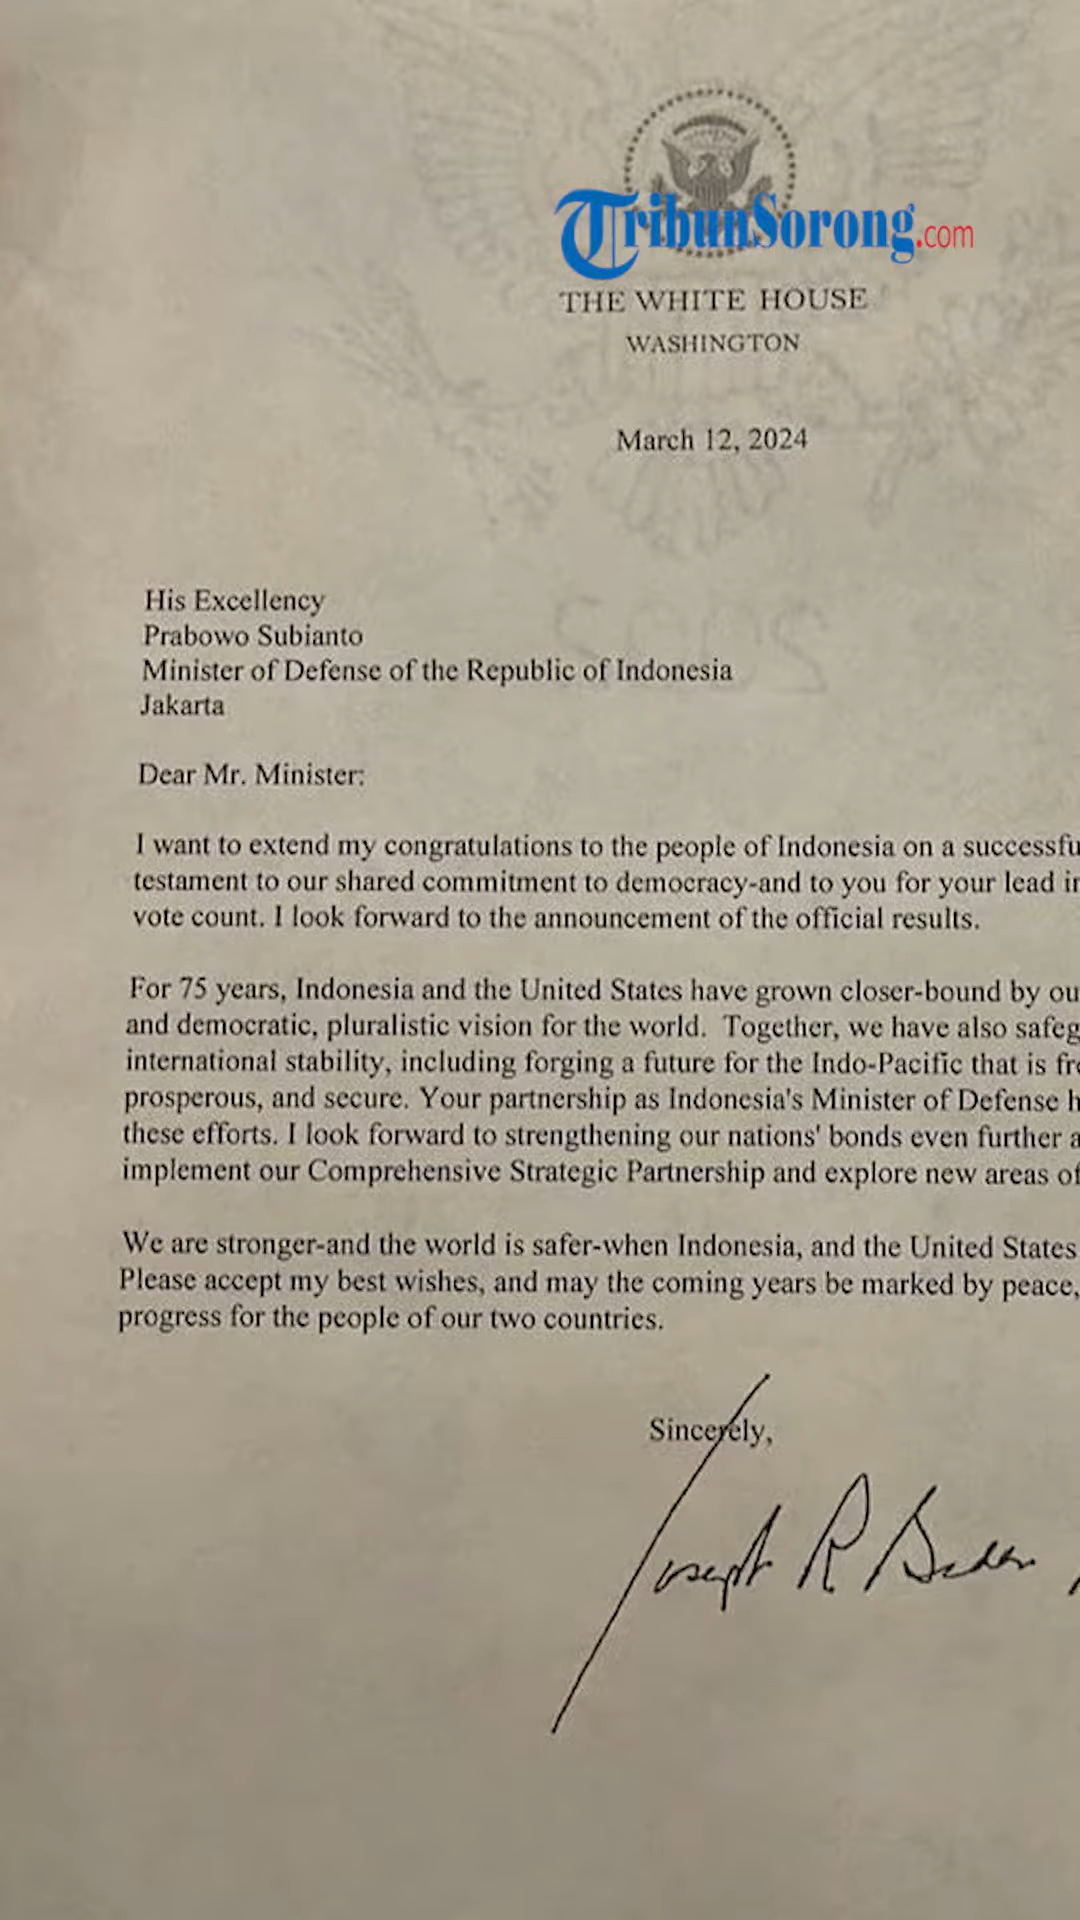 TribunSorong.com
THE WHITE HOUSE
WASHINGTON
March 12, 2024
His Excellency
Prabowo Subianto
Minister of Defense of the Republic of Indonesia
Jakarta
Dear Mr. Minister:
I want to extend my congratulations to the people of Indonesia on a successfu
testament to our shared commitment to democracy-and to you for your lead in
vote count. I look forward to the announcement of the official results.
For 75 years, Indonesia and the United States have grown closer-bound by ou
and democratic, pluralistic vision for the world. Together, we have also safeg
international stability, including forging a future for the Indo-Pacific that is fre
prosperous, and secure. Your partnership as Indonesia's Minister of Defense h
these efforts. I look forward to strengthening our nations' bonds even further a
implement our Comprehensive Strategic Partnership and explore new areas of
We are stronger-and the world is safer-when Indonesia, and the United States
Please accept my best wishes, and may the coming years be marked by peace,
progress for the people of our two countries.
Sincerely,
Joseph R Biden